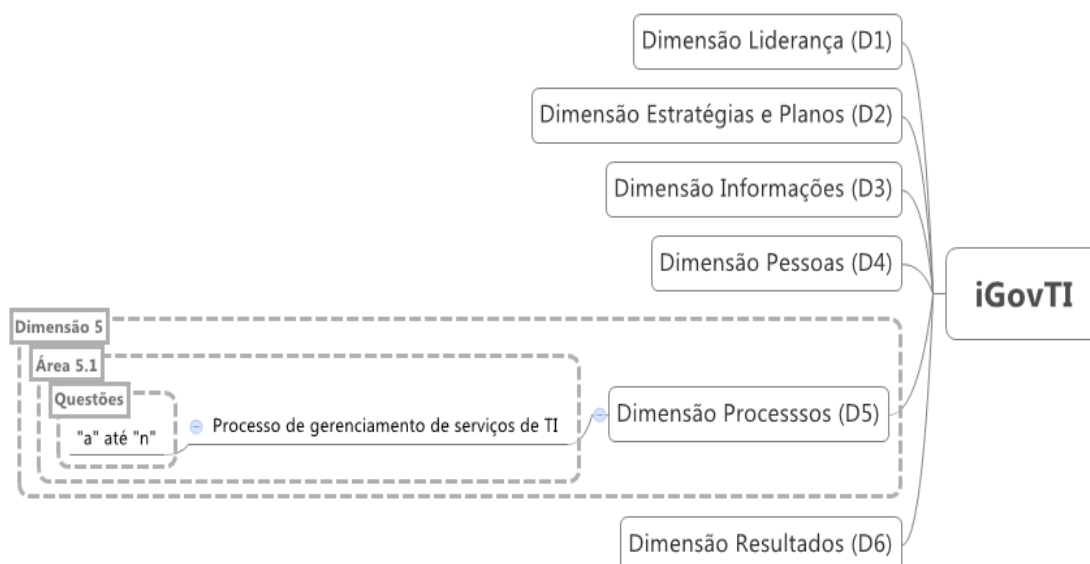 Dimensão Liderança (D1)
Dimensão Estratégias e Planos (D2)
Dimensão Informações (D3)
Dimensão Pessoas (D4)
iGovTI
Dimensão 5
Área 5.1
Questões
"a" até "n"
Processo de gerenciamento de serviços de TI
Dimensão Processsos (D5)
Dimensão Resultados (D6)